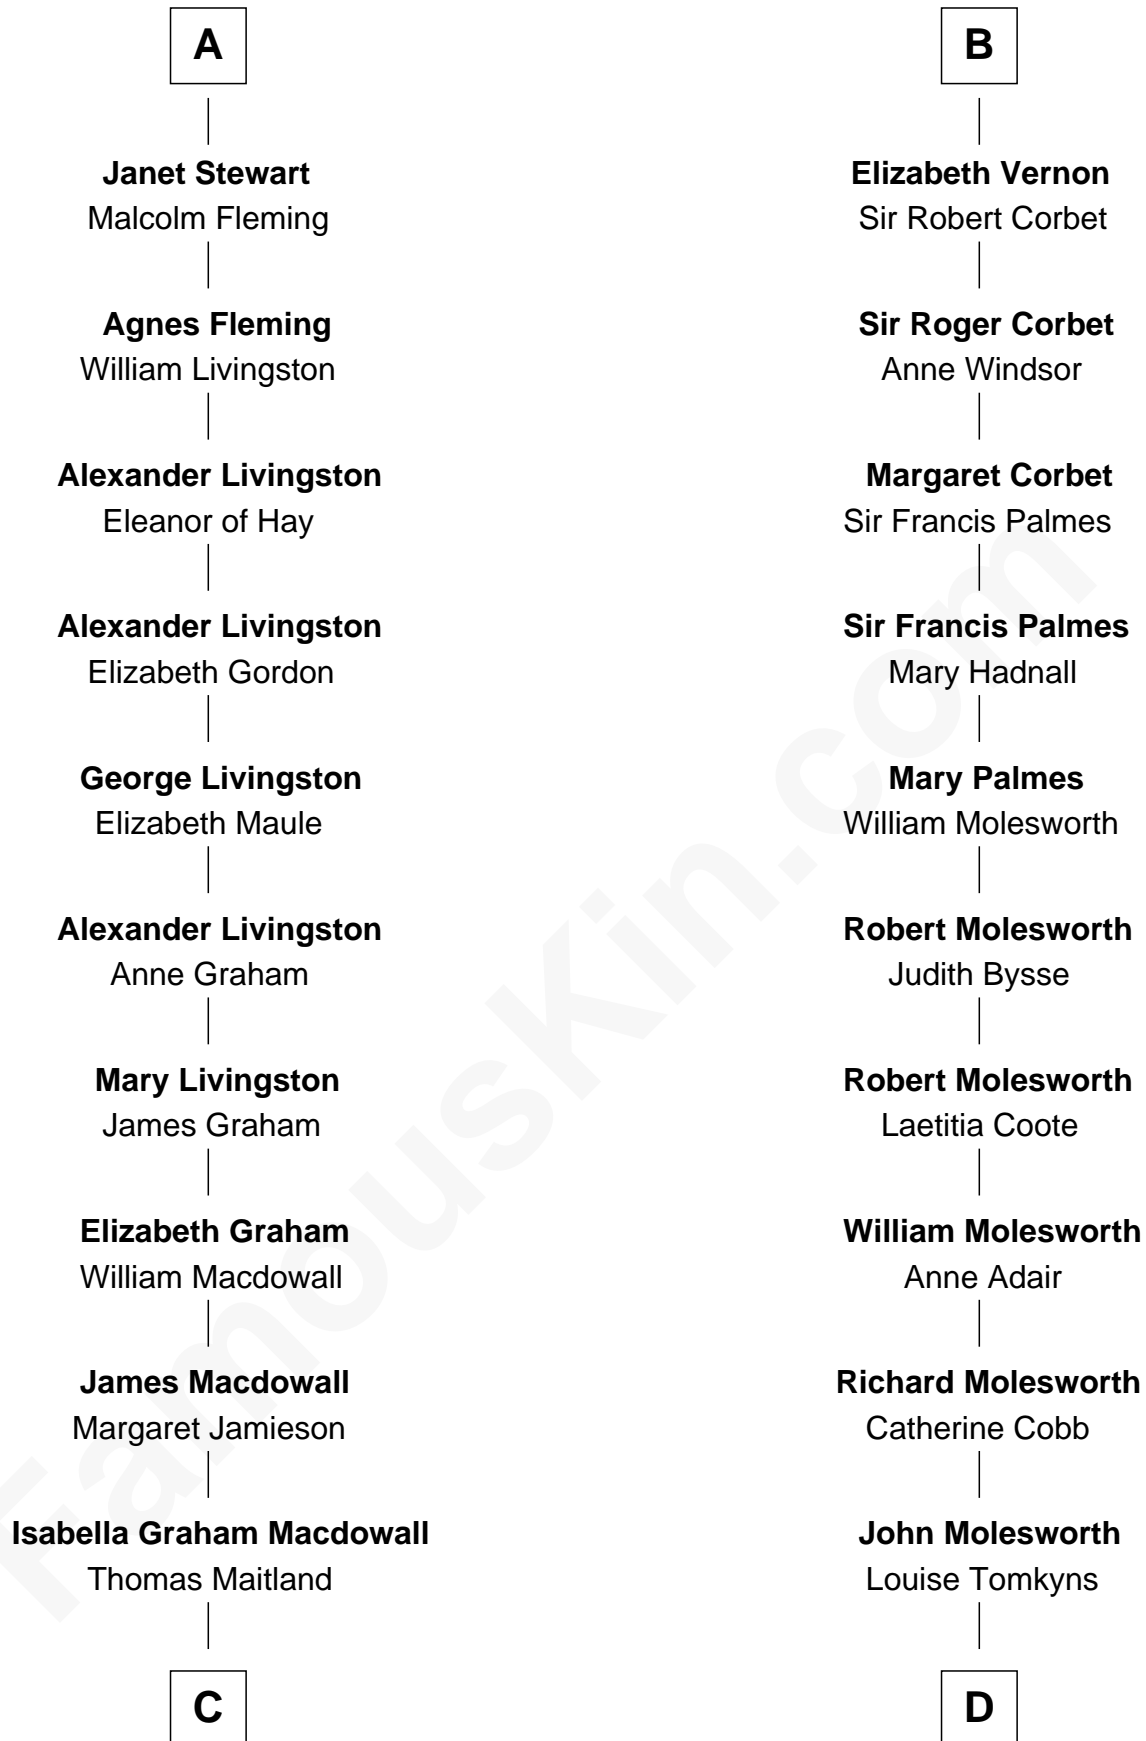 A
Janet Stewart
Malcolm Fleming
Agnes Fleming
William Livingston
Alexander Livingston
Eleanor of Hay
Alexander Livingston
Elizabeth Gordon
George Livingston
Elizabeth Maule
Alexander Livingston
Anne Graham
Mary Livingston
James Graham
Elizabeth Graham
William Macdowall
James Macdowall
Margaret Jamieson
Isabella Graham Macdowall
Thomas Maitland
C
B
Elizabeth Vernon
Sir Robert Corbet
Sir Roger Corbet
Anne Windsor
Margaret Corbet
Sir Francis Palmes
Sir Francis Palmes
Mary Hadnall
Mary Palmes
William Molesworth
Robert Molesworth
Judith Bysse
Robert Molesworth
Laetitia Coote
William Molesworth
Anne Adair
Richard Molesworth
Catherine Cobb
John Molesworth
Louise Tomkyns
D
FamousKin.com